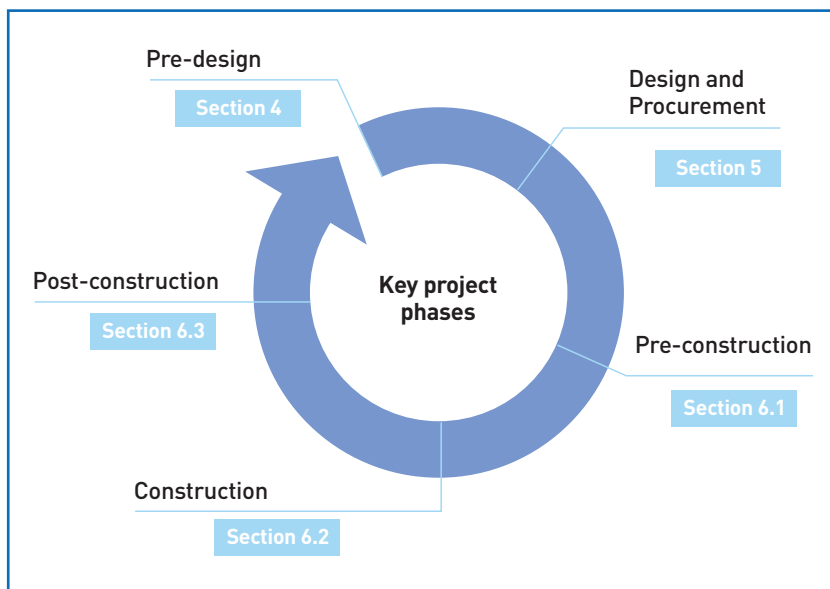 Pre-design
Section 4
Design and
Procurement
Section 5
Key project
phases
Pre-construction
Section 6.1
Construction
Section 6.2
Post-construction
Section 6.3